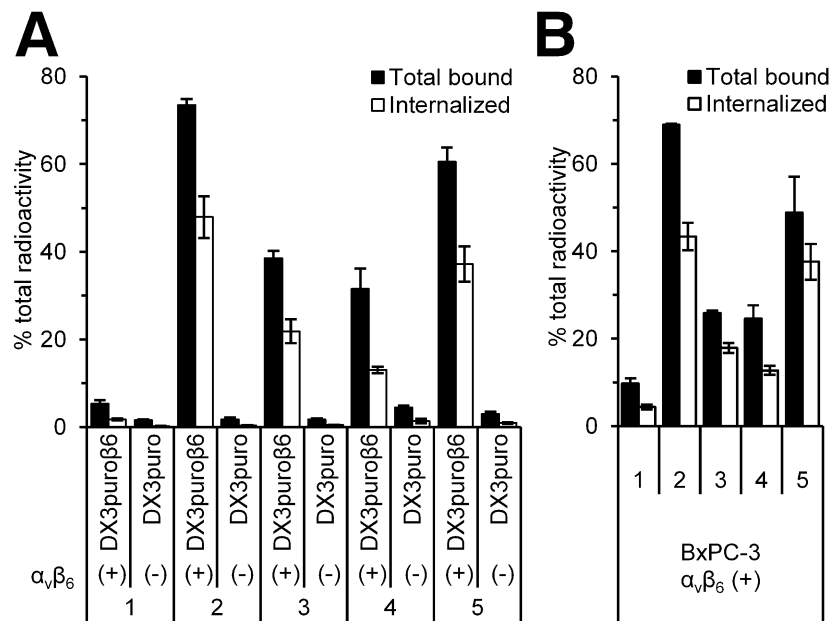 A
B
80
60
40
20
0
% total radioactivity
Total bound
Internalized
DX3puroβ6
DX3puro
DX3puroβ6
DX3puro
DX3puroβ6
DX3puro
DX3puroβ6
DX3puro
DX3puroβ6
DX3puro
αvβ6 (+) (-) (+) (-) (+) (-) (+) (-) (+) (-)
1 2 3 4 5
80
60
40
20
0
% total radioactivity
Total bound
Internalized
1 2 3 4 5
BxPC-3
αvβ6 (+)